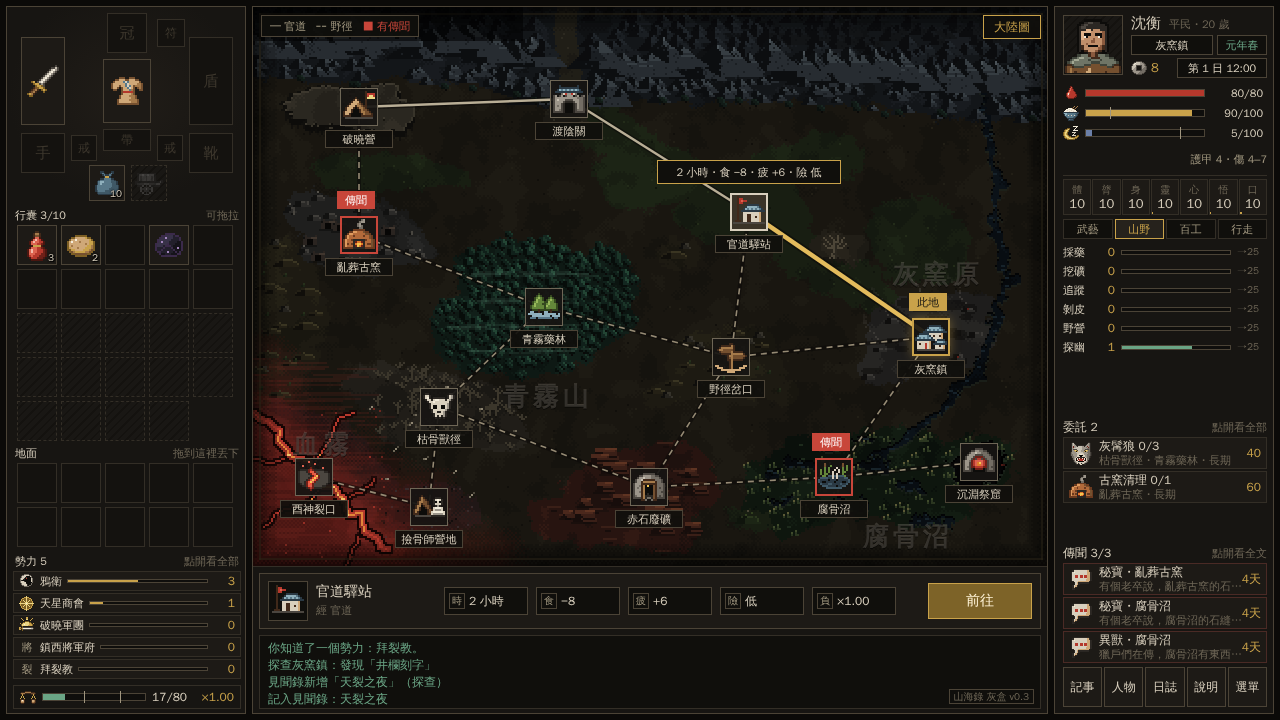 冠
符
盾
手
戒
帶
戒
靴
10
行囊 3/10
可拖拉
3
2
地面
拖到這裡丟下
勢力 5
點開看全部
鴉衛
3
天星商會
1
破曉軍團
0
將
鎮西將軍府
0
裂
拜裂教
0
17/80
×1.00
一 官道
-- 野徑
有傳聞
大陸圖
破曉營
渡陰關
2 小時・食 −8・疲 +6・險 低
傳聞
官道驛站
亂葬古窯
灰窯原
此地
青霧藥林
灰窯鎮
野徑岔口
青霧山
枯骨獸徑
血霧
傳聞
酉神裂口
沉淵祭窟
赤石廢礦
腐骨沼
撿骨師營地
腐骨沼
官道驛站
經 官道
時 2 小時
食 −8
疲 +6
險 低
負 ×1.00
前往
你知道了一個勢力：拜裂教。
探查灰窯鎮：發現「井欄刻字」
見聞錄新增「天裂之夜」（探查）
記入見聞錄：天裂之夜
山海錄 灰盒 v0.3
沈衡 平民・20 歲
灰窯鎮
元年春
8
第 1 日 12:00
80/80
90/100
5/100
護甲 4・傷 4–7
體 膂 身 靈 心 悟 口
10 10 10 10 10 10 10
武藝
山野
百工
行走
採藥 0 →25
挖礦 0 →25
追蹤 0 →25
剝皮 0 →25
野營 0 →25
探幽 1 →25
委託 2
點開看全部
灰髯狼 0/3
枯骨獸徑・青霧藥林・長期
40
古窯清理 0/1
亂葬古窯・長期
60
傳聞 3/3
點開看全文
秘寶・亂葬古窯
有個老卒說，亂葬古窯的石…
4天
秘寶・腐骨沼
有個老卒說，腐骨沼的石縫…
4天
異獸・腐骨沼
獵戶們在傳，腐骨沼有東西…
4天
記事
人物
日誌
說明
選單